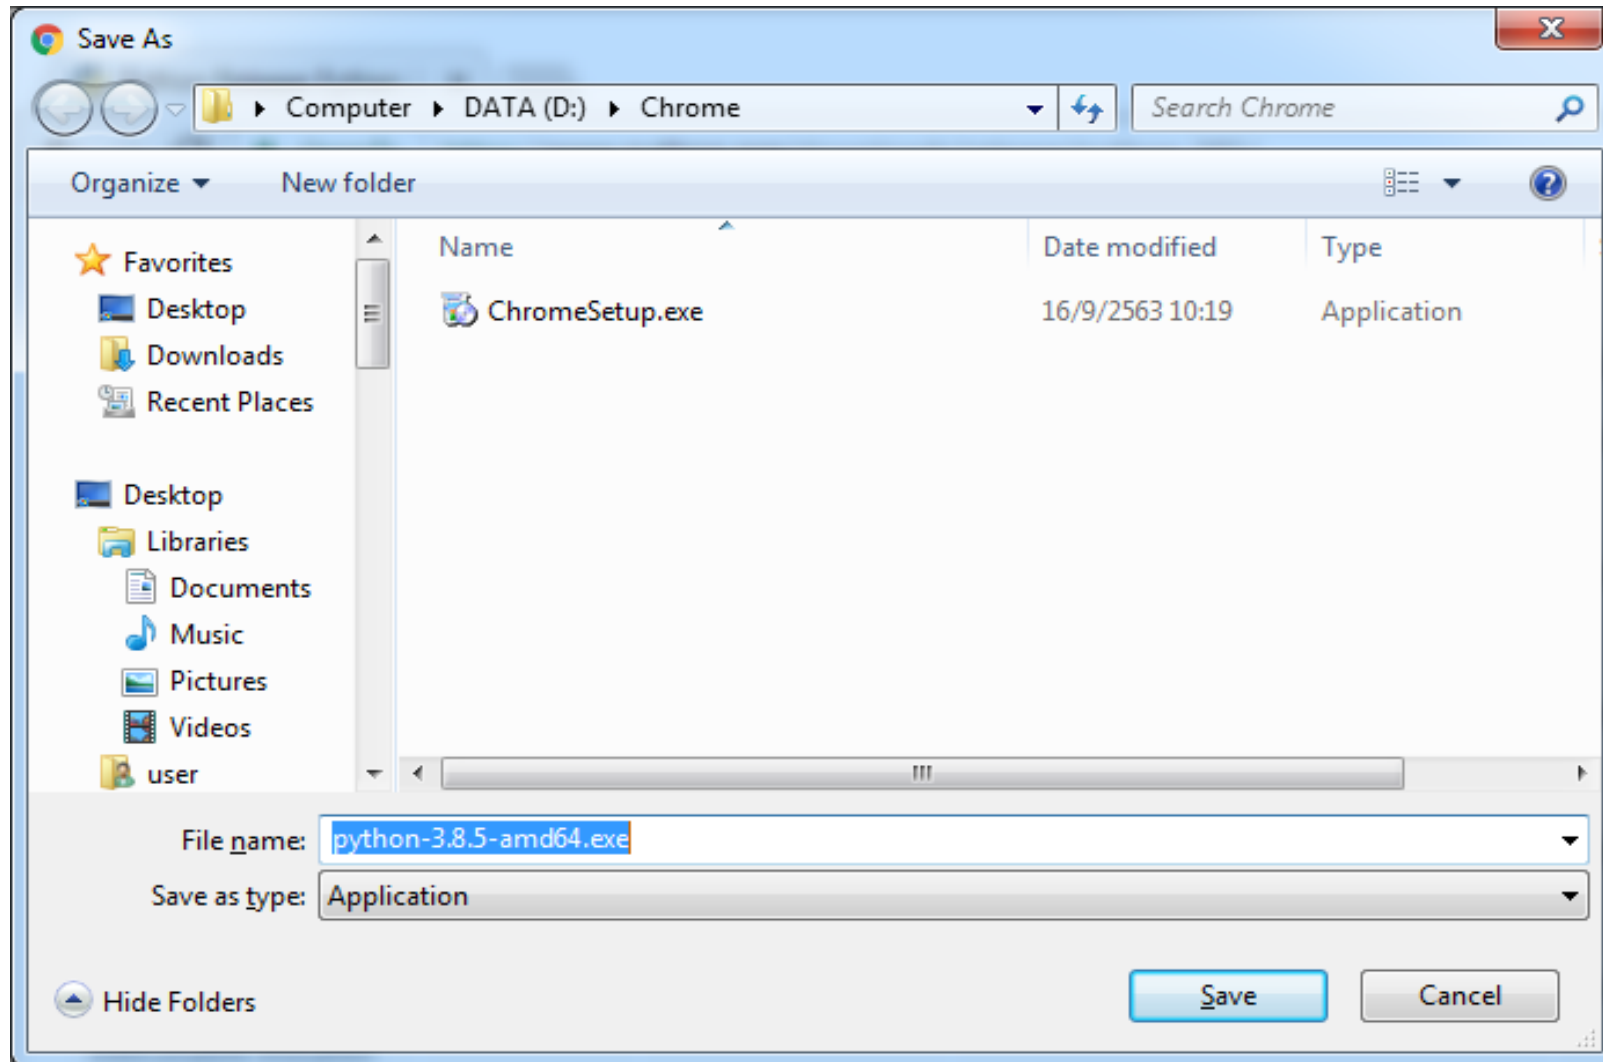 Save As
Computer DATA (D:) Chrome
Search Chrome
Organize New folder
Name Date modified Type
Favorites
ChromeSetup.exe 16/9/2563 10:19 Application
Desktop
Downloads
Recent Places
Desktop
Libraries
Documents
Music
Pictures
Videos
user
File name: python-3.8.5-amd64.exe
Save as type: Application
Hide Folders
Save Cancel